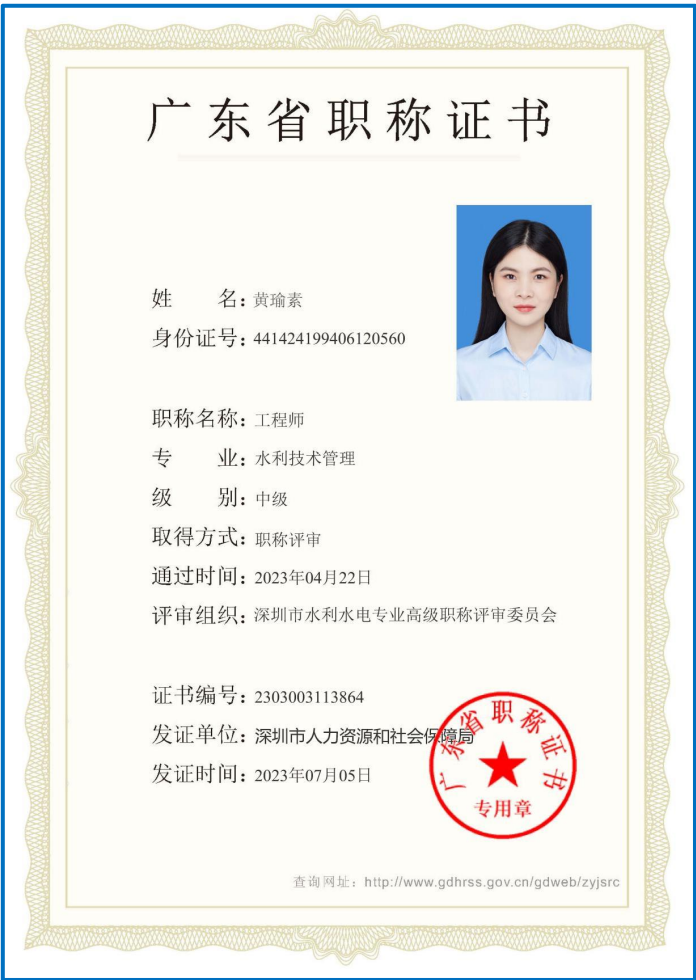 广东省职称证书
姓 名：黄瑜素
身份证号：441424199406120560
职称名称：工程师
专 业：水利技术管理
级 别：中级
取得方式：职称评审
通过时间：2023年04月22日
评审组织：深圳市水利水电专业高级职称评审委员会
证书编号：2303003113864
发证单位：深圳市人力资源和社会保障局
发证时间：2023年07月05日
广东省职称证书
专用章
查询网址：http://www.gdhrss.gov.cn/gdweb/zyjsrc